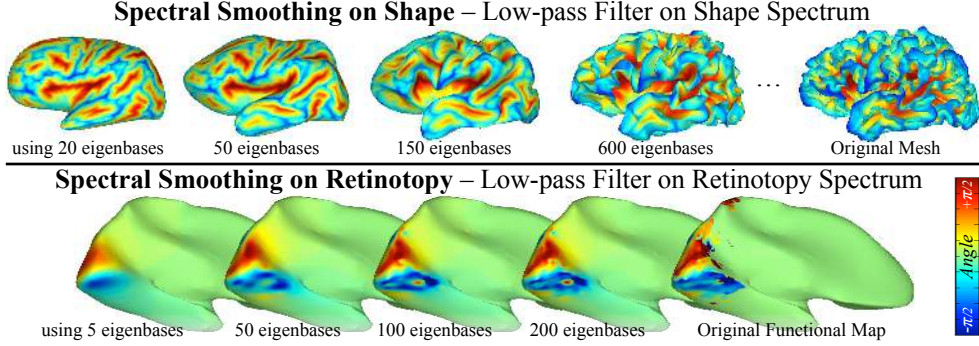 Spectral Smoothing on Shape – Low-pass Filter on Shape Spectrum
...
using 20 eigenbases
50 eigenbases
150 eigenbases
600 eigenbases
Original Mesh
Spectral Smoothing on Retinotopy – Low-pass Filter on Retinotopy Spectrum
using 5 eigenbases
50 eigenbases
100 eigenbases
200 eigenbases
Original Functional Map
-π/2 Angle +π/2